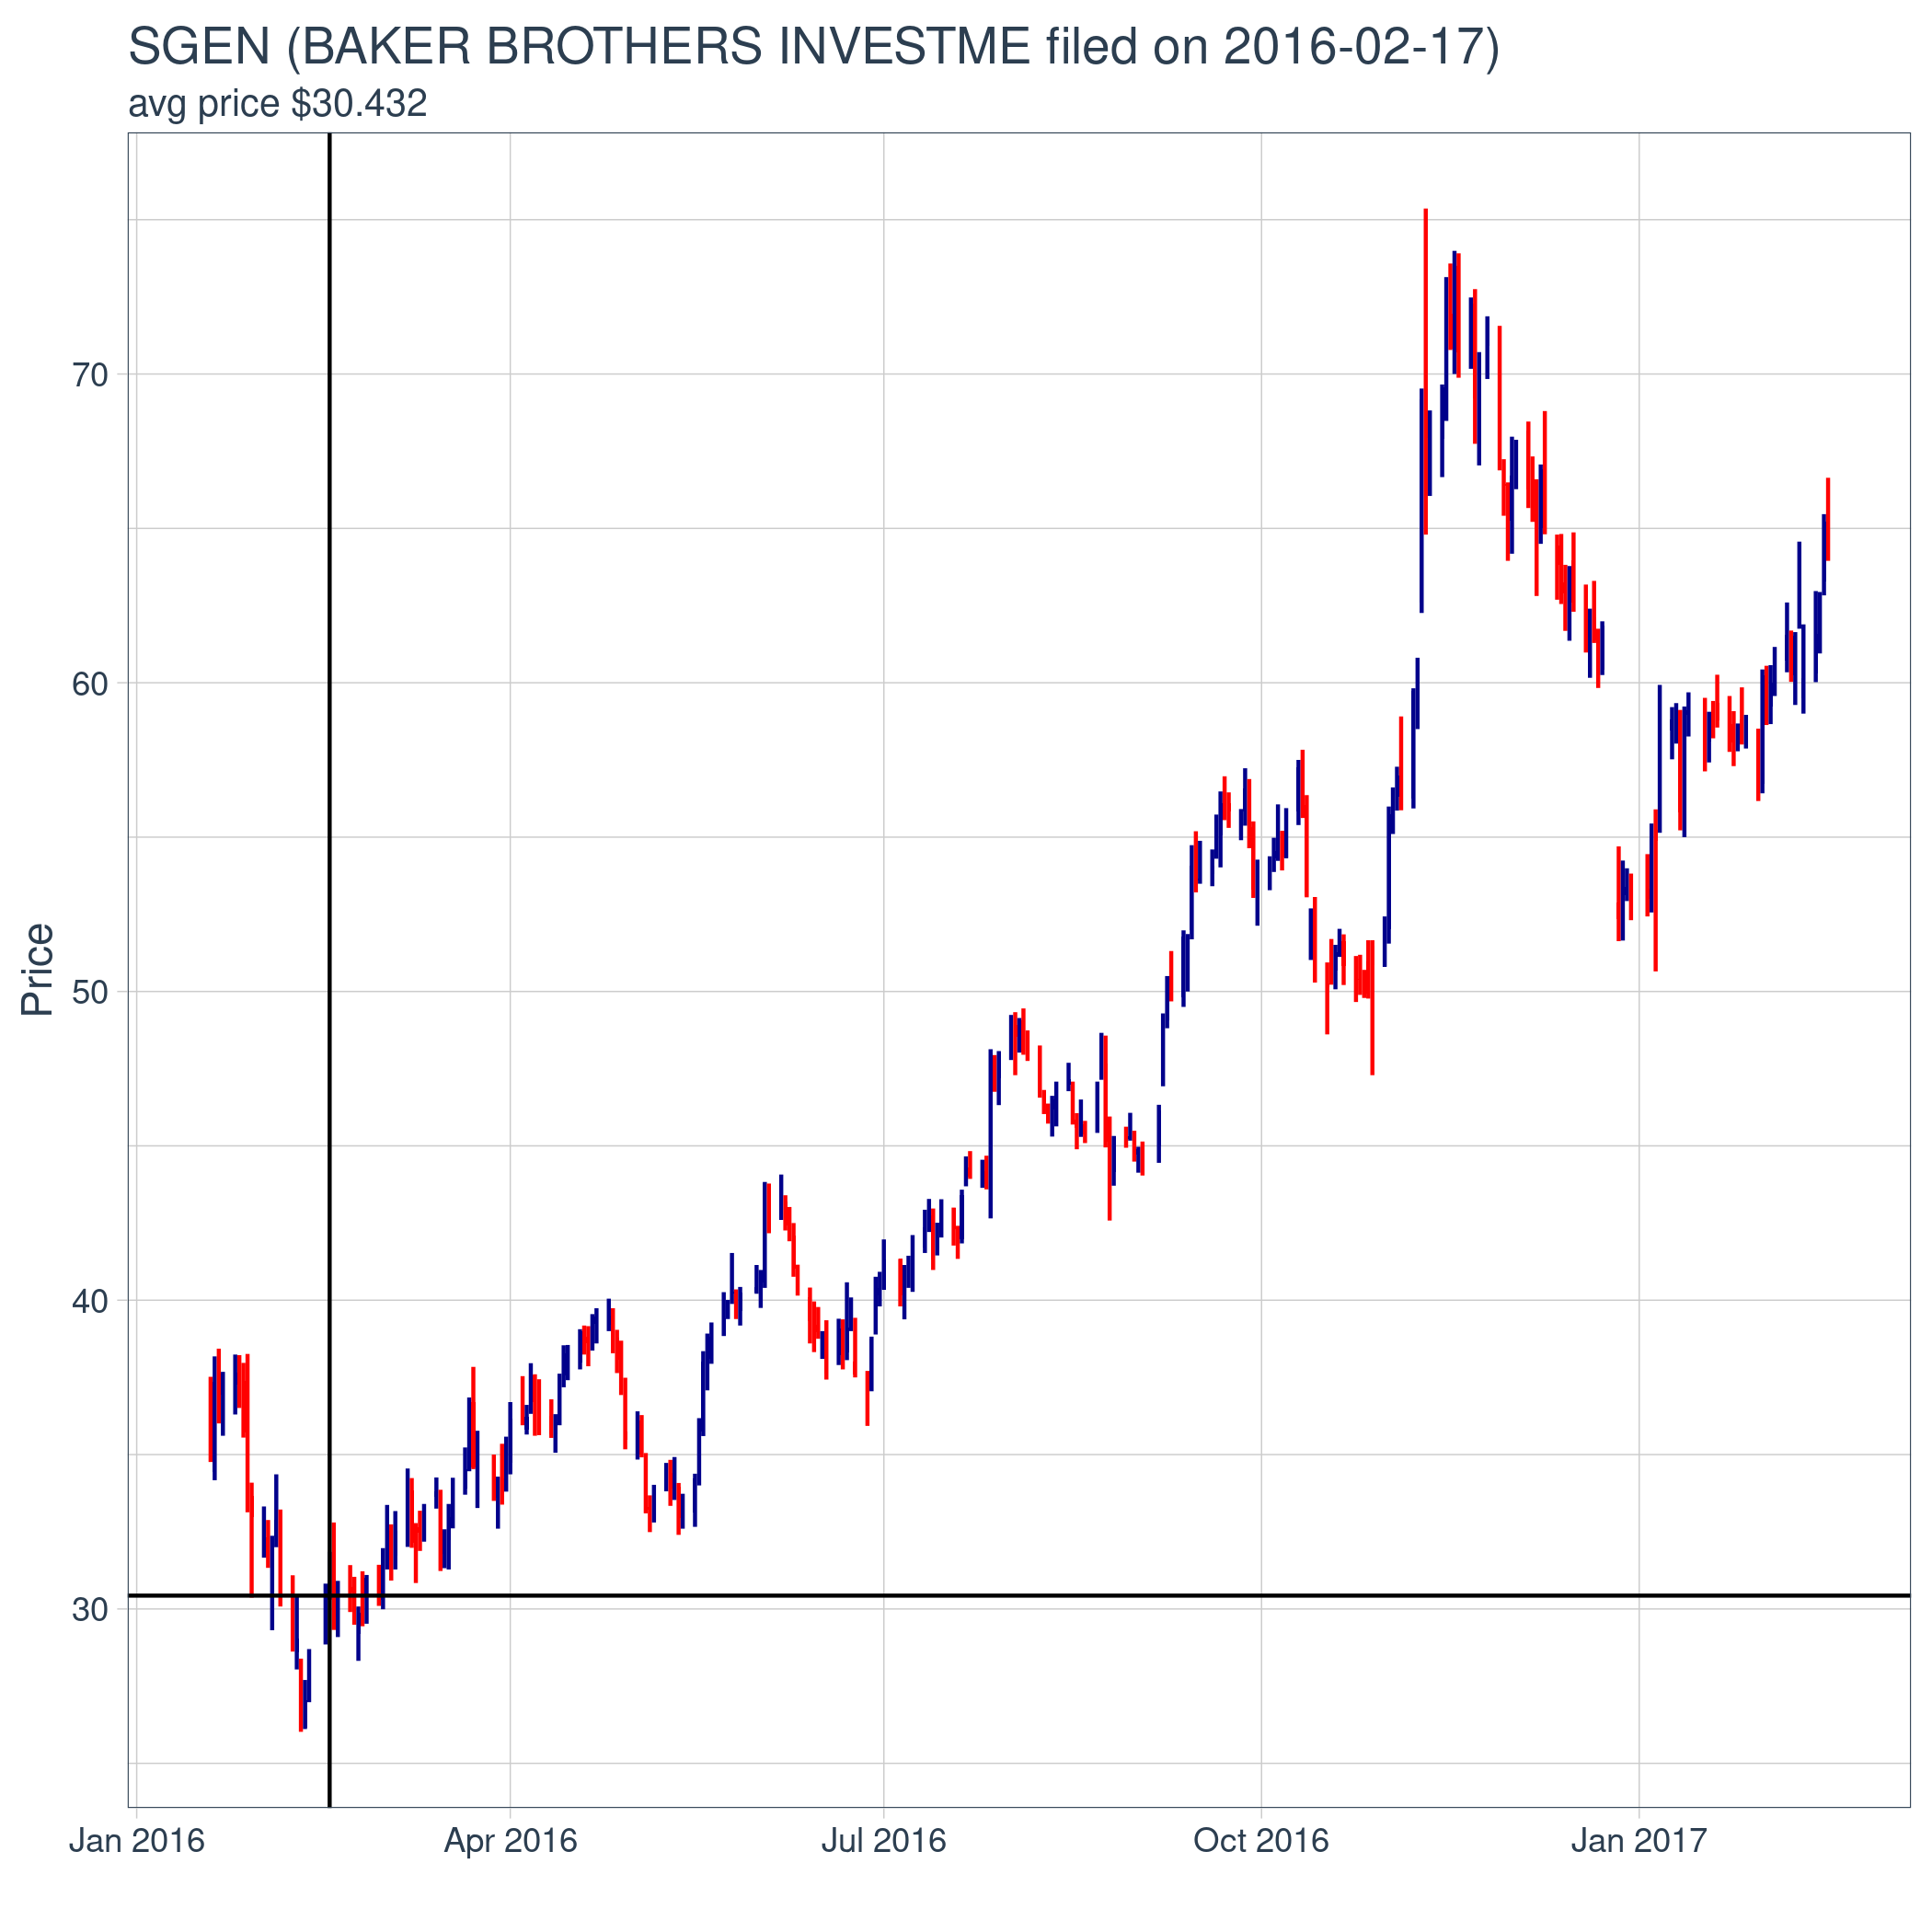 SGEN (BAKER BROTHERS INVESTME filed on 2016-02-17)
avg price $30.432
Price
70
60
50
40
30
Jan 2016 Apr 2016 Jul 2016 Oct 2016 Jan 2017